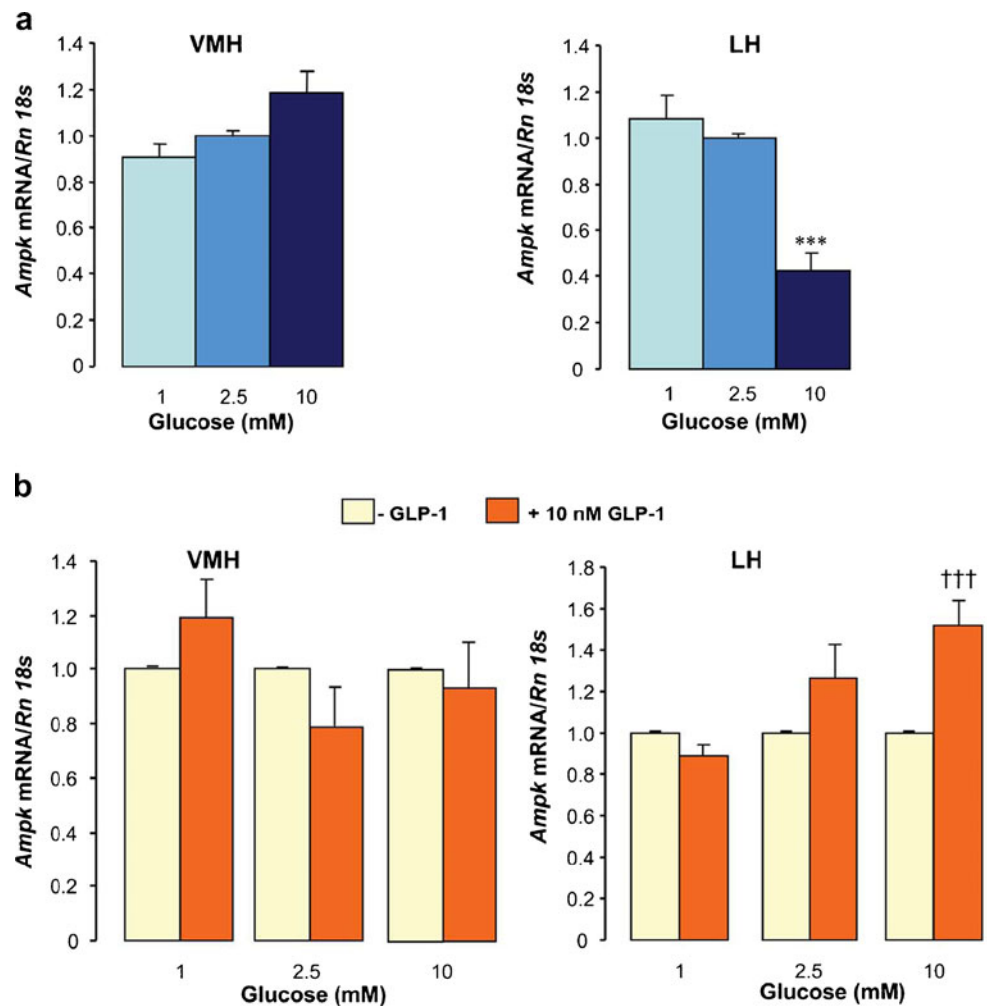 a
VMH
Ampk mRNA/Rn 18s
1.4
1.2
1.0
0.8
0.6
0.4
0.2
0
1 2.5 10
Glucose (mM)
LH
Ampk mRNA/Rn 18s
1.4
1.2
1.0
0.8
0.6
0.4
0.2
0
***
1 2.5 10
Glucose (mM)
b
- GLP-1 + 10 nM GLP-1
VMH
Ampk mRNA/Rn 18s
1.4
1.2
1.0
0.8
0.6
0.4
0.2
0
1 2.5 10
Glucose (mM)
LH
Ampk mRNA/Rn 18s
1.8
1.6
1.4
1.2
1.0
0.8
0.6
0.4
0.2
0
†††
1 2.5 10
Glucose (mM)